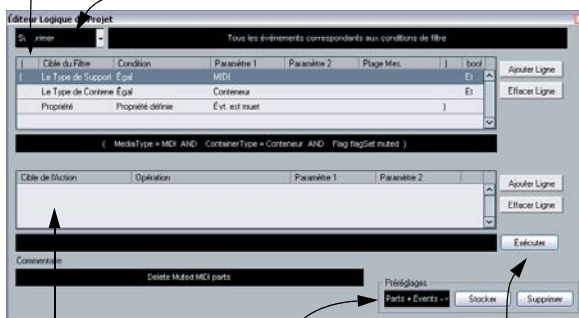 Éditeur Logique de Projet
Supprimer
Tous les événements correspondants aux conditions de filtre
( Cible du Filtre Condition Paramètre 1 Paramètre 2 Plage Mes. ) bool
( Le Type de Support Égal MIDI Et
Le Type de Contene Égal Conteneur Et
Propriété Propriété définie Évt. est muet )
Ajouter Ligne
Effacer Ligne
( MediaType = MIDI AND ContainerType = Conteneur AND Flag flagSet muted )
Cible de l'Action Opération Paramètre 1 Paramètre 2
Ajouter Ligne
Effacer Ligne
Exécuter
Commentaire
Delete Muted MIDI parts
Préréglages
Parts + Events -
Stocker
Supprimer